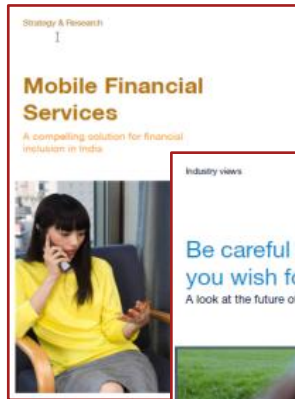 Strategy & Research
Mobile Financial
Services
A compelling solution for financial
inclusion in India
Industry views
Be careful
you wish fo
A look at the future o